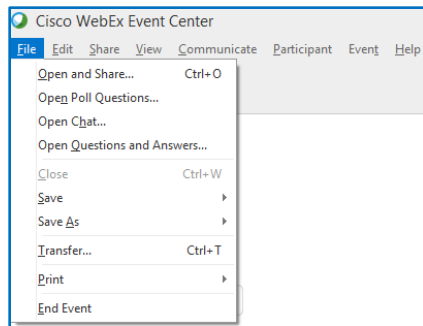 Cisco WebEx Event Center
File Edit Share View Communicate Participant Event Help
Open and Share... Ctrl+O
Open Poll Questions...
Open Chat...
Open Questions and Answers...
Close Ctrl+W
Save
Save As
Transfer... Ctrl+T
Print
End Event